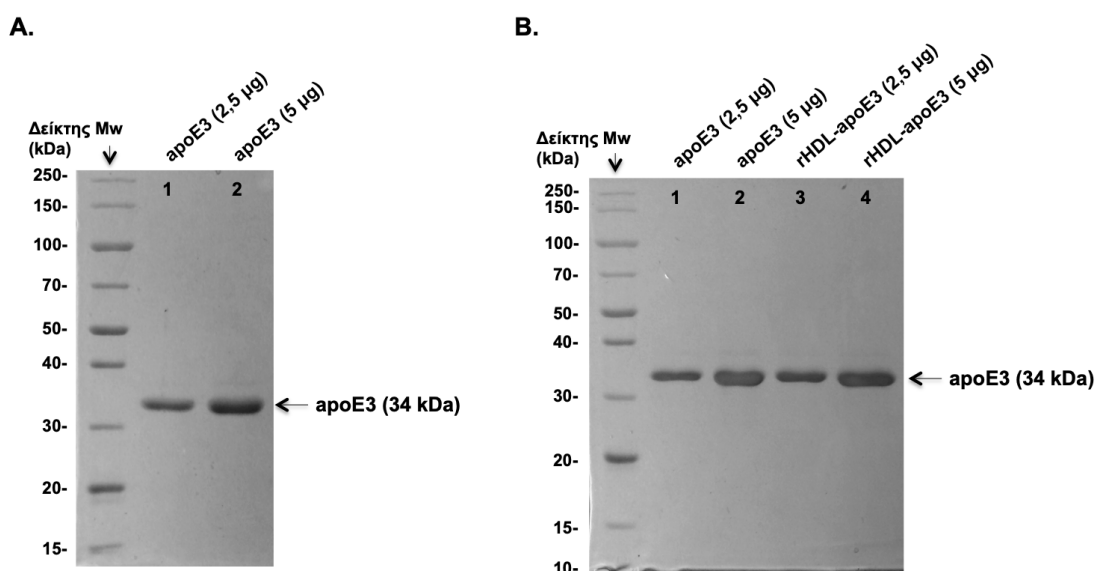 A.
Δείκτης Mw
(kDa)
apoE3 (2,5 μg)
apoE3 (5 μg)
250-
150-
100-
70-
50-
40-
30-
20-
15-
1
2
apoE3 (34 kDa)
B.
Δείκτης Mw
(kDa)
apoE3 (2,5 μg)
apoE3 (5 μg)
rHDL-apoE3 (2,5 μg)
rHDL-apoE3 (5 μg)
250-
150-
100-
70-
50-
40-
30-
20-
15-
10-
1
2
3
4
apoE3 (34 kDa)